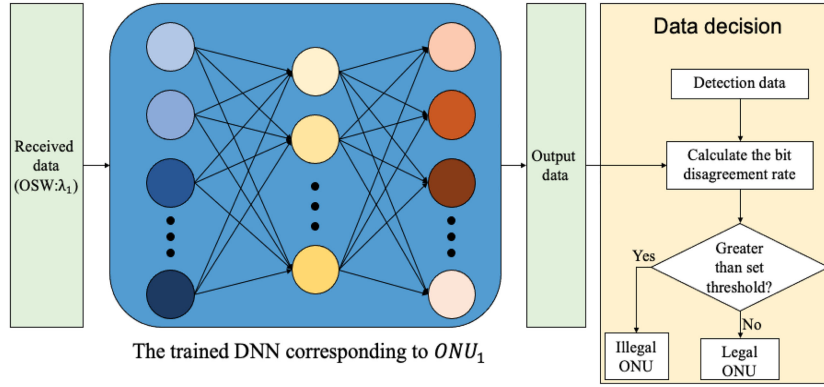 Received
data
(OSW:λ₁)
The trained DNN corresponding to ONU₁
Output
data
Data decision
Detection data
Calculate the bit
disagreement rate
Greater
than set
threshold?
Yes
No
Illegal
ONU
Legal
ONU